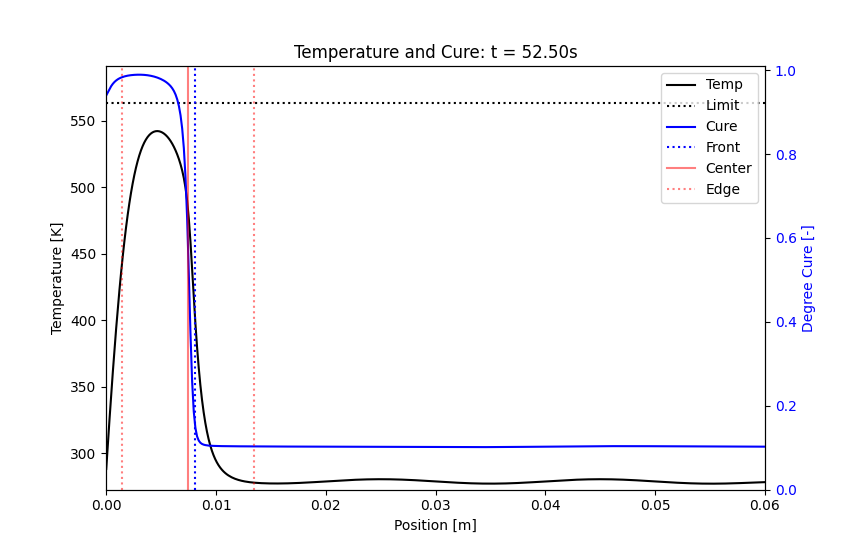 Temperature and Cure: t = 52.50s
Temp
Limit
Cure
Front
Center
Edge
550
500
450
400
350
300
Temperature [K]
1.0
0.8
0.6
0.4
0.2
0.0
Degree Cure [-]
0.00 0.01 0.02 0.03 0.04 0.05 0.06
Position [m]